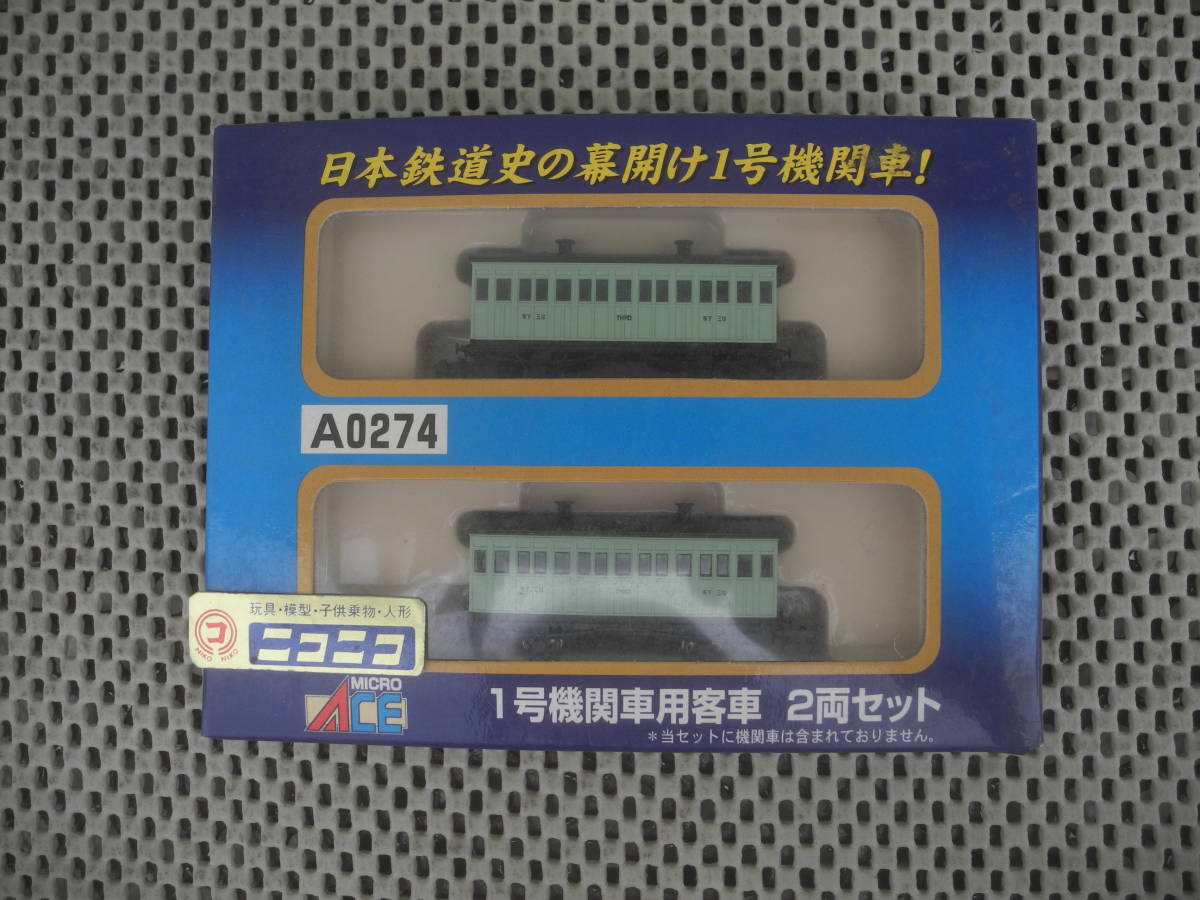 日本鉄道史の幕開け1号機関車!
A0274
玩具・模型・子供乗物・人形
コ
NIKO NIKO
ニコニコ
MICRO
ACE
1号機関車用客車 2両セット
*当セットに機関車は含まれておりません。